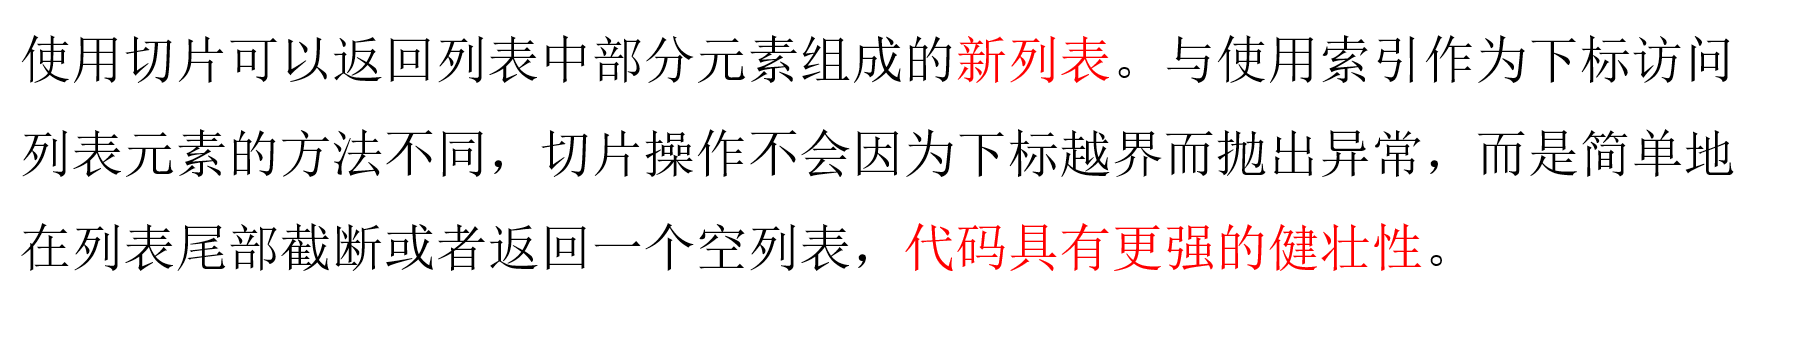 使用切片可以返回列表中部分元素组成的新列表。与使用索引作为下标访问
列表元素的方法不同，切片操作不会因为下标越界而抛出异常，而是简单地
在列表尾部截断或者返回一个空列表，代码具有更强的健壮性。